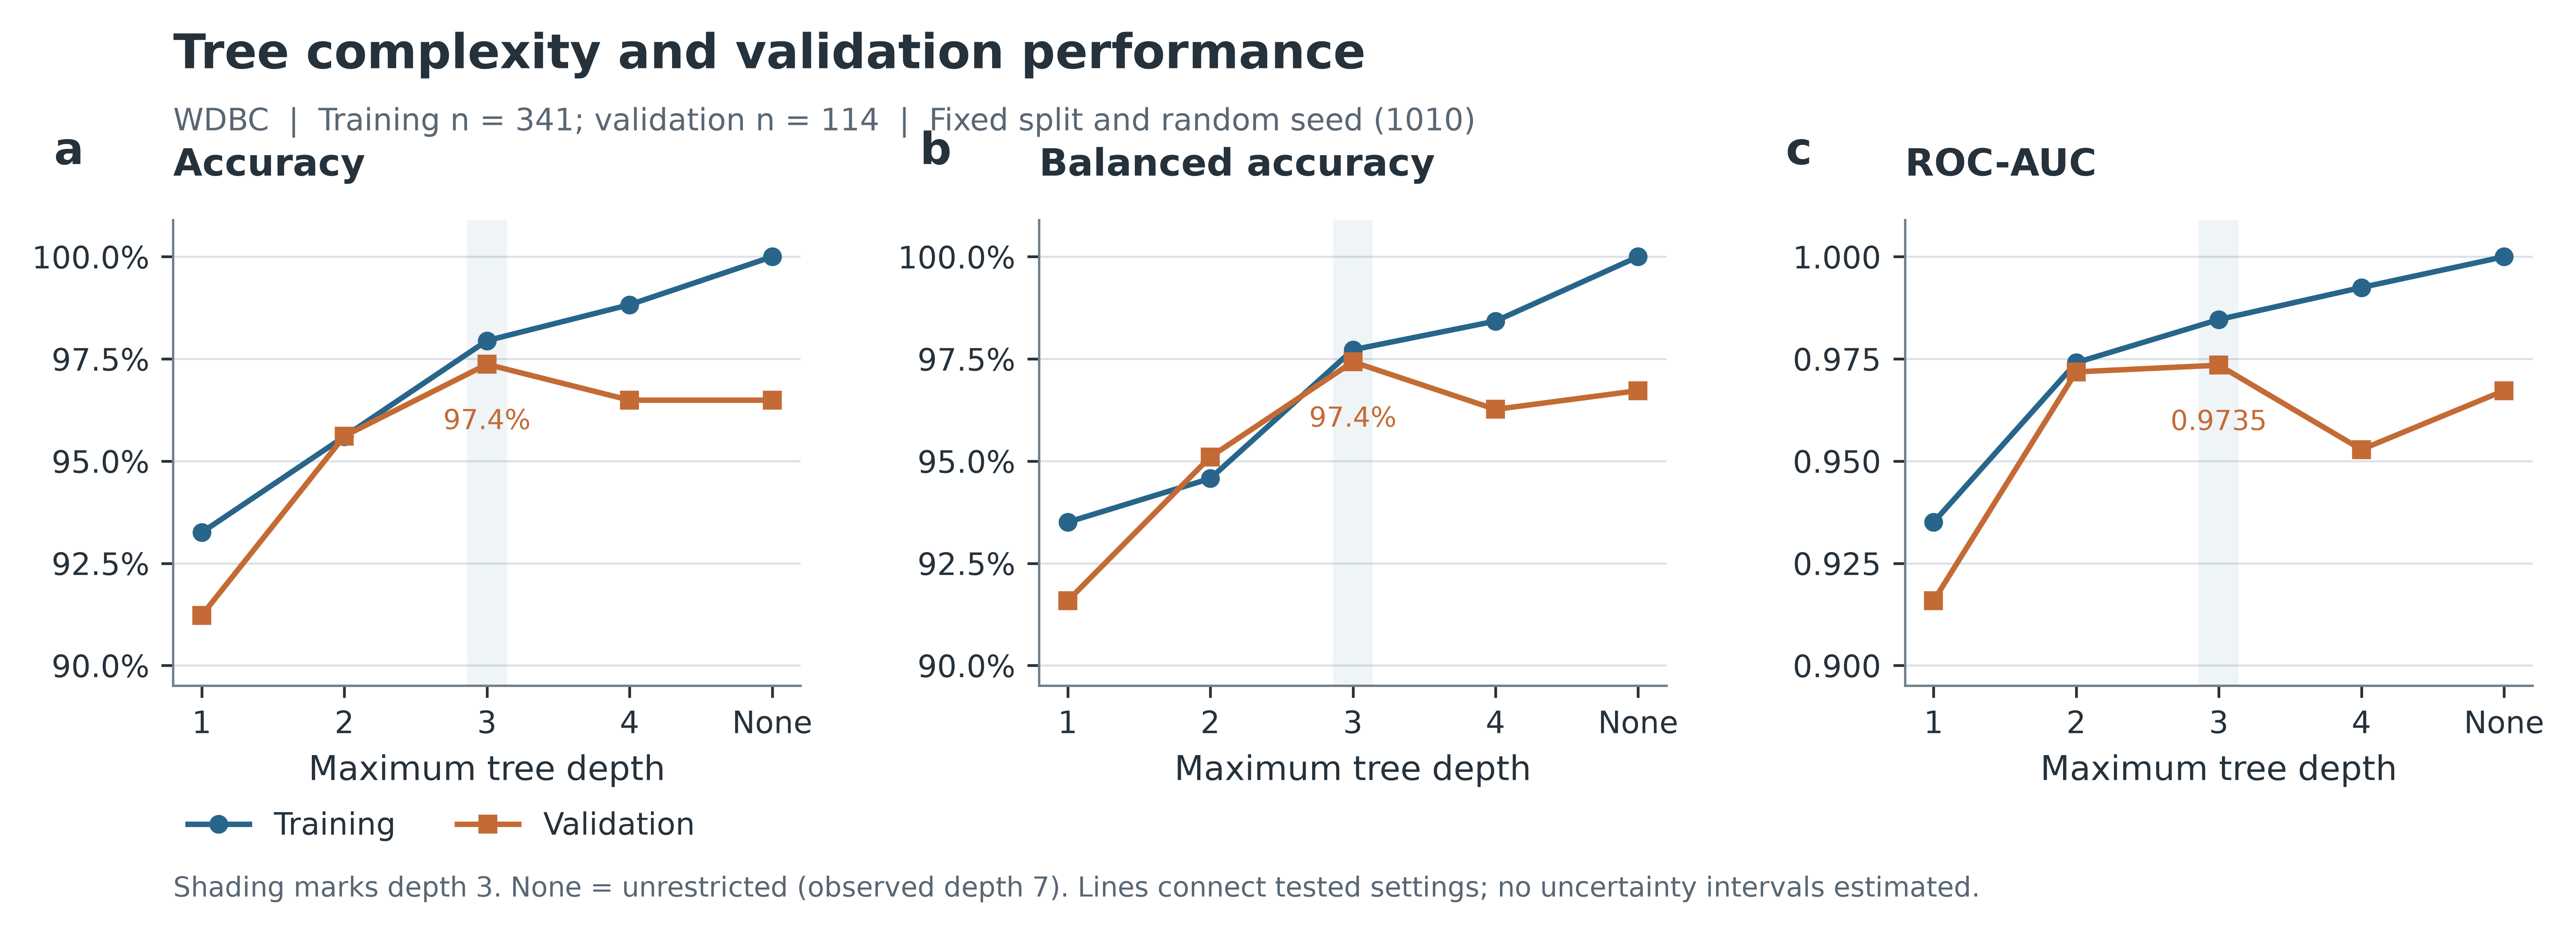 Tree complexity and validation performance
WDBC | Training n = 341; validation n = 114 | Fixed split and random seed (1010)
a
Accuracy
100.0%
97.5%
95.0%
92.5%
90.0%
97.4%
1 2 3 4 None
Maximum tree depth
b
Balanced accuracy
100.0%
97.5%
95.0%
92.5%
90.0%
97.4%
1 2 3 4 None
Maximum tree depth
c
ROC-AUC
1.000
0.975
0.950
0.925
0.900
0.9735
1 2 3 4 None
Maximum tree depth
Training Validation
Shading marks depth 3. None = unrestricted (observed depth 7). Lines connect tested settings; no uncertainty intervals estimated.